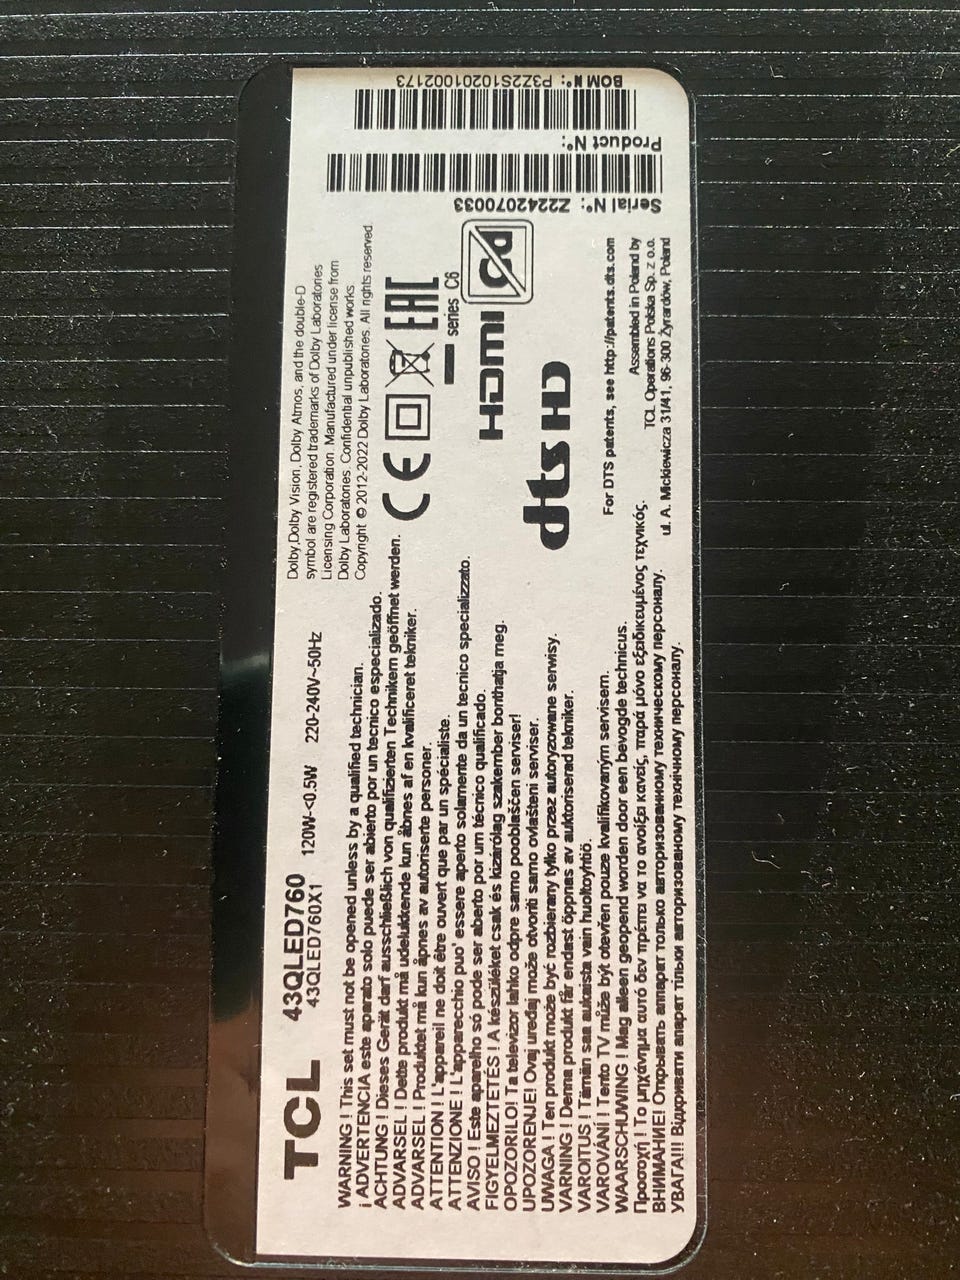 TCL
43QLED760
43QLED760X1
120W-<0.5W 220-240V~50Hz
WARNING ! This set must not be opened unless by a qualified technician.
¡ ADVERTENCIA este aparato solo puede ser abierto por un tecnico especializado.
ACHTUNG ! Dieses Gerät darf ausschließlich von qualifizierten Technikern geöffnet werden.
ADVARSEL ! Dette produkt må udelukkende kun åbnes af en kvalificeret tekniker.
ADVARSEL ! Produktet må kun åpnes av autoriserte personer.
ATTENTION ! L'appareil ne doit être ouvert que par un spécialiste.
ATTENZIONE ! L'apparecchio puo' essere aperto solamente da un tecnico specializzato.
AVISO ! Este aparelho só pode ser aberto por um técnico qualificado.
FIGYELMEZTETÉS ! A készüléket csak és kizárólag szakember bonthatja meg.
OPOZORILO! Ta televizor lahko odpre samo pooblaščen serviser!
UPOZORENJE! Ovaj uređaj može otvoriti samo ovlašteni serviser.
UWAGA ! Ten produkt może być rozbierany tylko przez autoryzowane serwisy.
VARNING ! Denna produkt får endast öppnas av auktoriserad tekniker.
VAROITUS ! Tämän saa aukaista vain huoltoyhtiö.
VAROVÁNI ! Tento TV může být otevřen pouze kvalifikovaným servisem.
WAARSCHUWING ! Mag alleen geopend worden door een bevogde technicus.
Προσοχή ! Το μηχάνημα αυτό δεν πρέπει να το ανοίξει κανείς, παρά μόνο εξειδικευμένος τεχνικός.
ВНИМАНИЕ! Открывать аппарат только авторизованному техническому персоналу.
УВАГА!!! Відкривати апарат тільки авторизованому технічному персоналу.
Dolby,Dolby Vision, Dolby Atmos, and the double-D
symbol are registered trademarks of Dolby Laboratories
Licensing Corporation. Manufactured under license from
Dolby Laboratories. Confidential unpublished works.
Copyright © 2012-2022 Dolby Laboratories. All rights reserved.
CE EAC
series C6
HDMI
Pb
dts HD
For DTS patents, see http://patents.dts.com
Assembled in Poland by
TCL Operations Polska Sp. z o.o.
ul. A. Mickiewicza 31/41, 96-300 Żyrardów, Poland
Serial N°: Z2242070033
Product N°:
BOM N°: P3Z2S10201002173